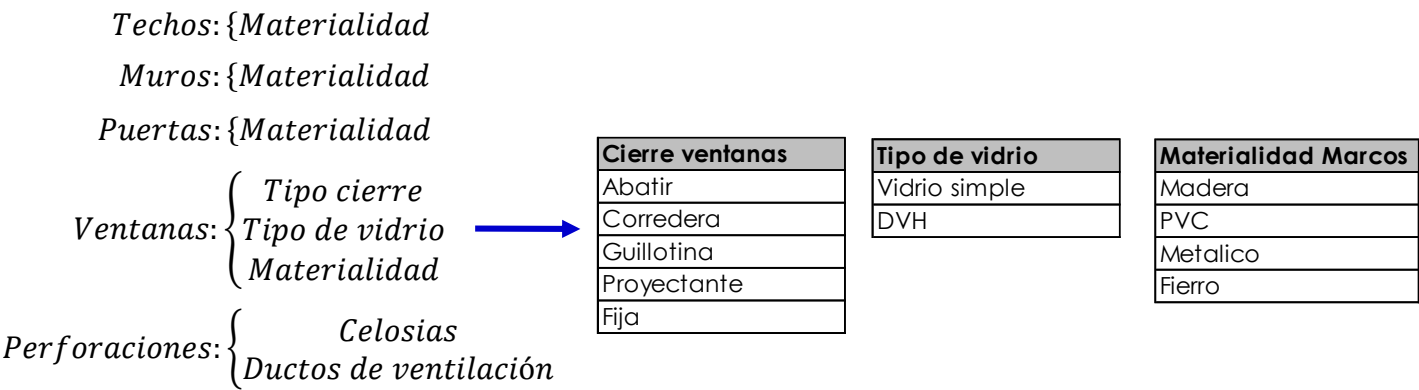 Techos: {Materialidad
Muros: {Materialidad
Puertas: {Materialidad
Ventanas: {Tipo cierre
Tipo de vidrio
Materialidad
Perforaciones: {Celosias
Ductos de ventilación
Cierre ventanas
Abatir
Corredera
Guillotina
Proyectante
Fija
Tipo de vidrio
Vidrio simple
DVH
Materialidad Marcos
Madera
PVC
Metalico
Fierro